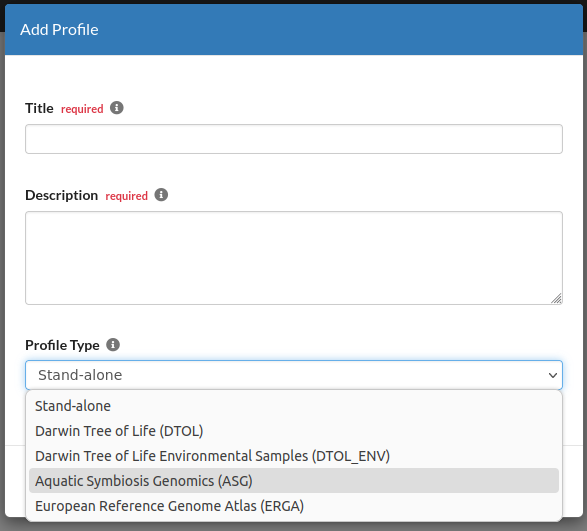 Add Profile
Title required
Description required
Profile Type
Stand-alone
Stand-alone
Darwin Tree of Life (DTOL)
Darwin Tree of Life Environmental Samples (DTOL_ENV)
Aquatic Symbiosis Genomics (ASG)
European Reference Genome Atlas (ERGA)